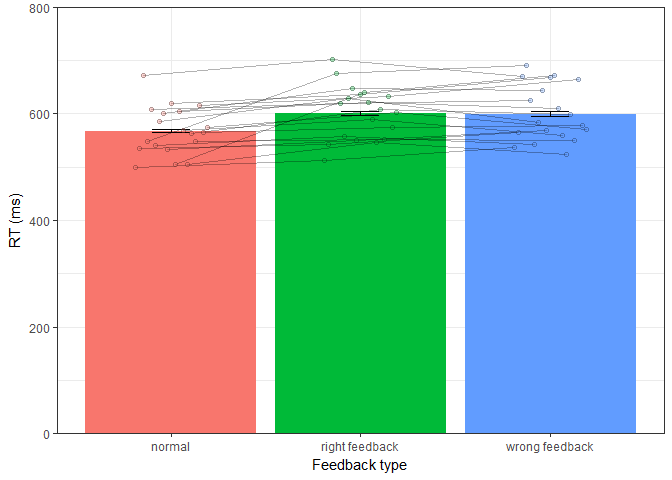 800
600
400
200
0
RT (ms)
normal
right feedback
wrong feedback
Feedback type